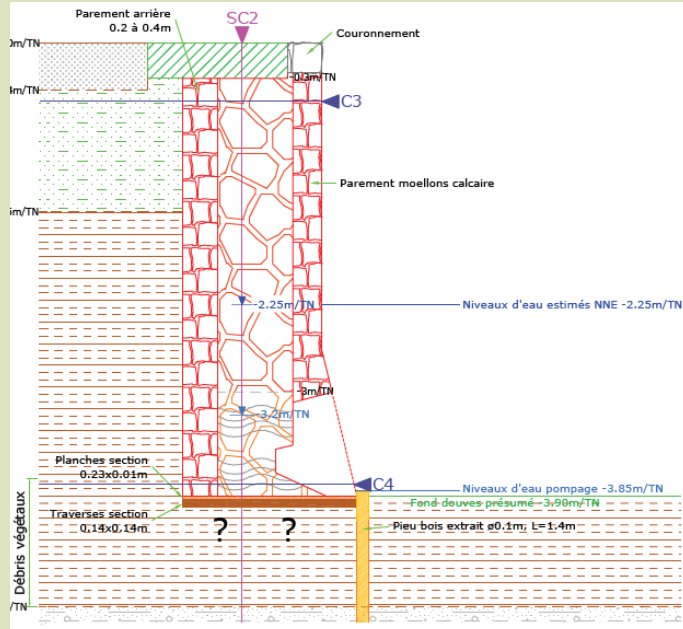 SC2
Parement arrière
0.2 à 0.4m
Couronnement
0m/TN
-0.3m/TN
4m/TN
C3
Parement moellons calcaire
m/TN
-2.25m/TN
Niveaux d'eau estimés NNE -2.25m/TN
-3m/TN
-3.2m/TN
Planches section
0.23x0.01m
C4
Niveaux d'eau pompage -3.85m/TN
Fond douves présumé -3.90m/TN
Traverses section
0.14x0.14m
? ?
Pieu bois extrait ø0.1m, L=1.4m
Débris végétaux
/TN